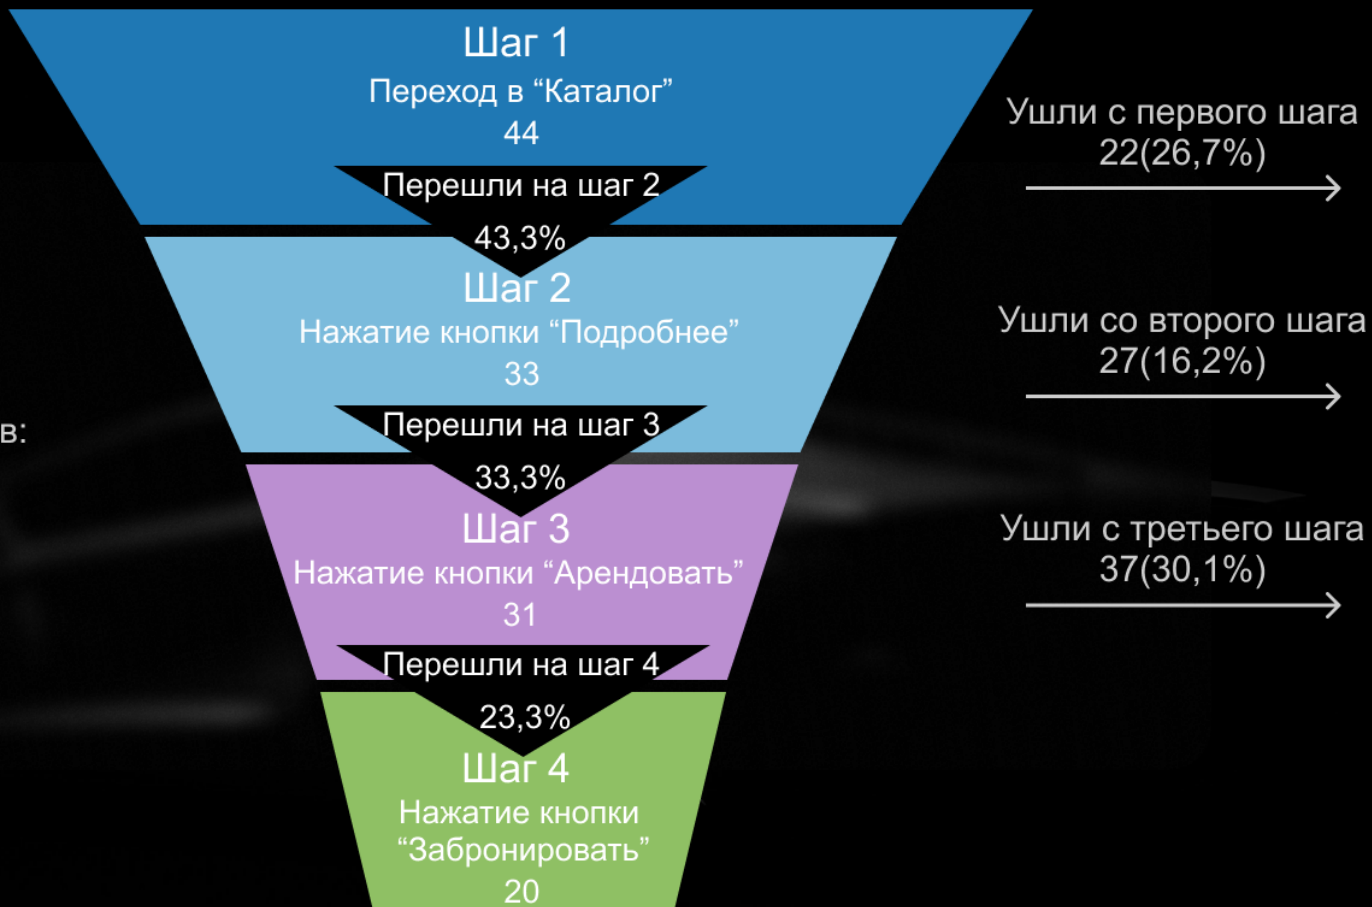 Шаг 1
Переход в “Каталог”
44
Перешли на шаг 2
43,3%
Ушли с первого шага
22(26,7%)
Шаг 2
Нажатие кнопки “Подробнее”
33
Перешли на шаг 3
33,3%
Ушли со второго шага
27(16,2%)
в:
Шаг 3
Нажатие кнопки “Арендовать”
31
Перешли на шаг 4
23,3%
Ушли с третьего шага
37(30,1%)
Шаг 4
Нажатие кнопки
“Забронировать”
20